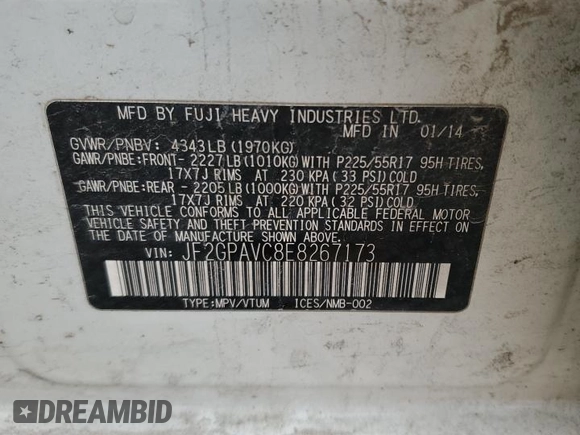 MFD BY FUJI HEAVY INDUSTRIES LTD.
MFD IN 01/14
GVWR/PNBV: 4343LB(1970KG)
GAWR/PNBE:FRONT- 2227LB(1010KG)WITH P225/55R17 95H TIRES,
17X7J RIMS AT 230 KPA(33 PSI)COLD
GAWR/PNBE:REAR - 2205LB(1000KG)WITH P225/55R17 95H TIRES,
17X7J RIMS AT 220 KPA(32 PSI)COLD
THIS VEHICLE CONFORMS TO ALL APPLICABLE FEDERAL MOTOR
VEHICLE SAFETY, BUMPER, AND THEFT PREVENTION STANDARDS IN EFFECT ON
THE DATE OF MANUFACTURE SHOWN ABOVE.
VIN: JF2GPAVC8E8267173
TYPE:MPV/VTUM ICES/NMB-002
DREAMBID